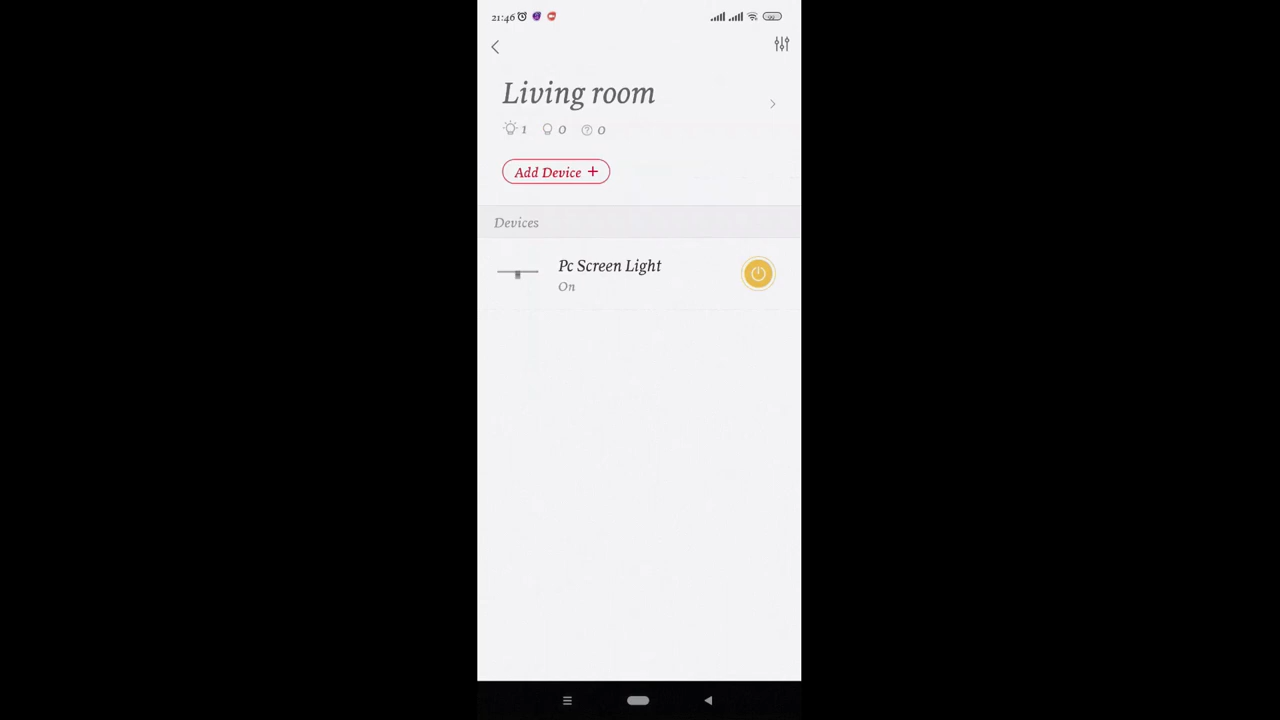 21:46
Living room
1 0 0
Add Device +
Devices
Pc Screen Light
On